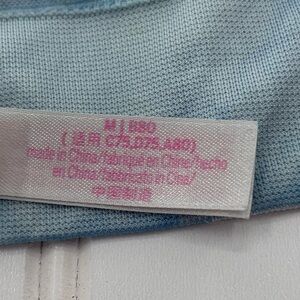 M | B80
(适用 C75,D75,A80)
made in China/fabriqué en Chine/hecho
en China/fabbricato in Cina/
中国制造